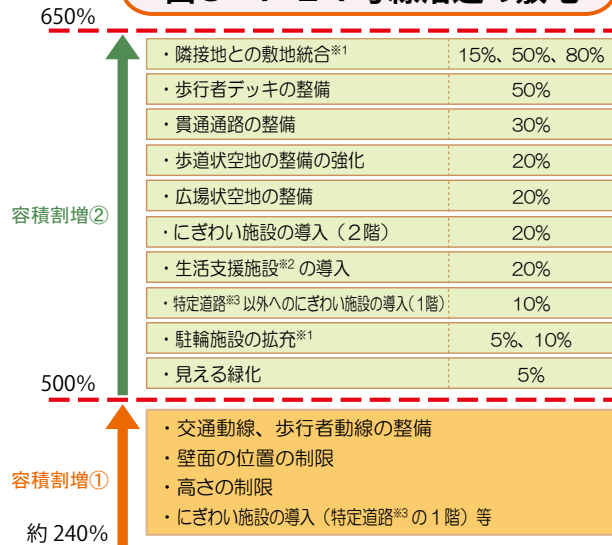 650%
・隣接地との敷地統合※1 15%、50%、80%
・歩行者デッキの整備 50%
・貫通通路の整備 30%
・歩道状空地の整備の強化 20%
・広場状空地の整備 20%
容積割増②
・にぎわい施設の導入(2階) 20%
・生活支援施設※2 の導入 20%
・特定道路※3 以外へのにぎわい施設の導入(1階) 10%
・駐輪施設の拡充※1 5%、10%
・見える緑化 5%
500%
・交通動線、歩行者動線の整備
・壁面の位置の制限
容積割増①
・高さの制限
・にぎわい施設の導入(特定道路※3 の1階)等
約 240%